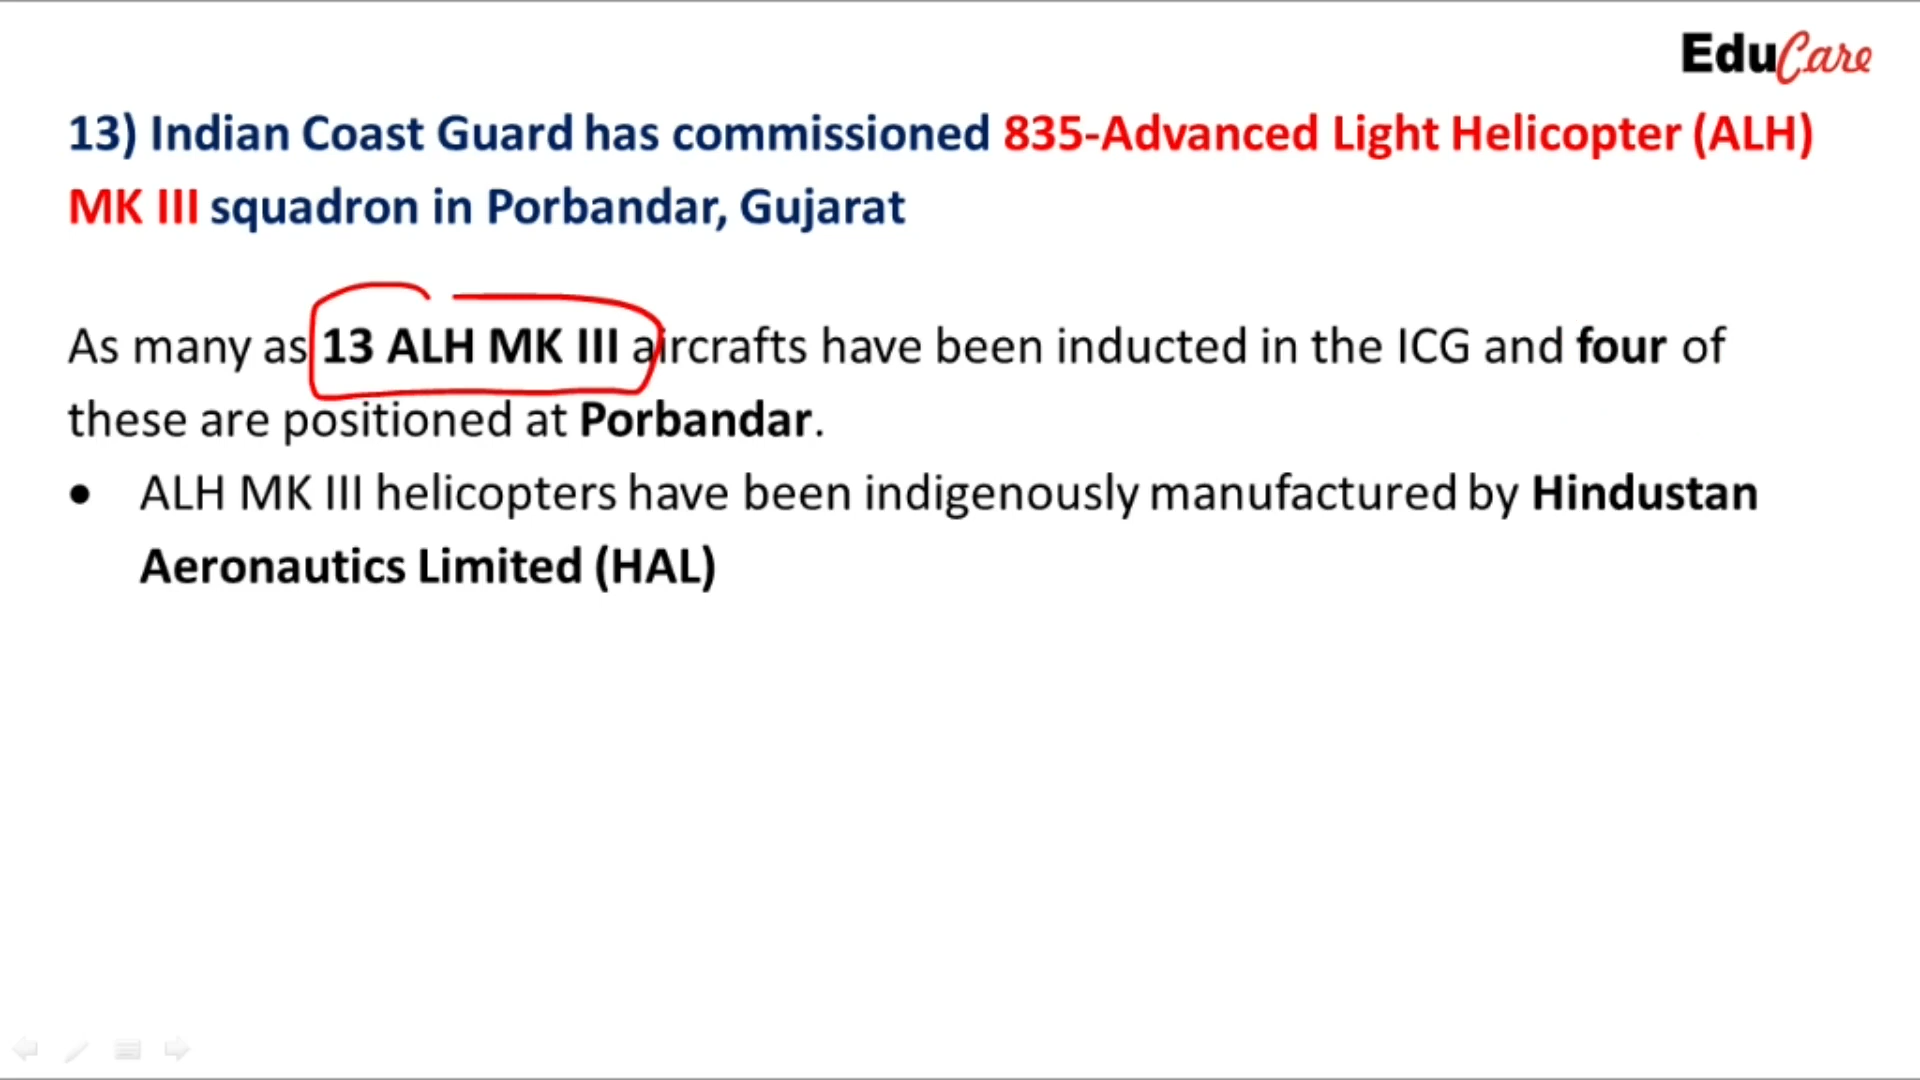 EduCare
13) Indian Coast Guard has commissioned 835-Advanced Light Helicopter (ALH)
MK III squadron in Porbandar, Gujarat
As many as 13 ALH MK III aircrafts have been inducted in the ICG and four of
these are positioned at Porbandar.
• ALH MK III helicopters have been indigenously manufactured by Hindustan
Aeronautics Limited (HAL)